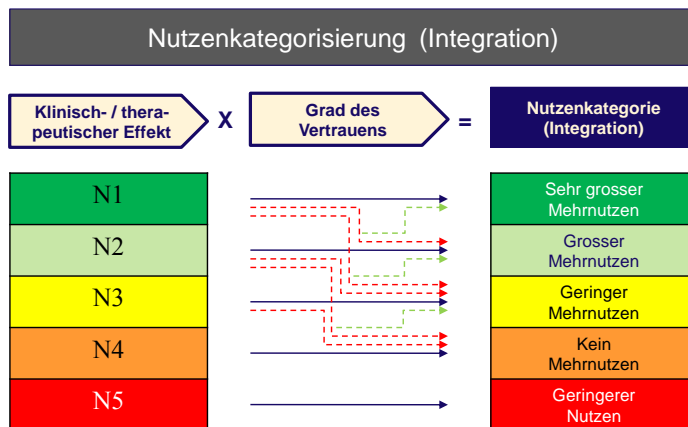 Nutzenkategorisierung (Integration)
Klinisch- / thera-
peutischer Effekt
X
Grad des
Vertrauens
=
Nutzenkategorie
(Integration)
N1
Sehr grosser
Mehrnutzen
N2
Grosser
Mehrnutzen
N3
Geringer
Mehrnutzen
N4
Kein
Mehrnutzen
N5
Geringerer
Nutzen